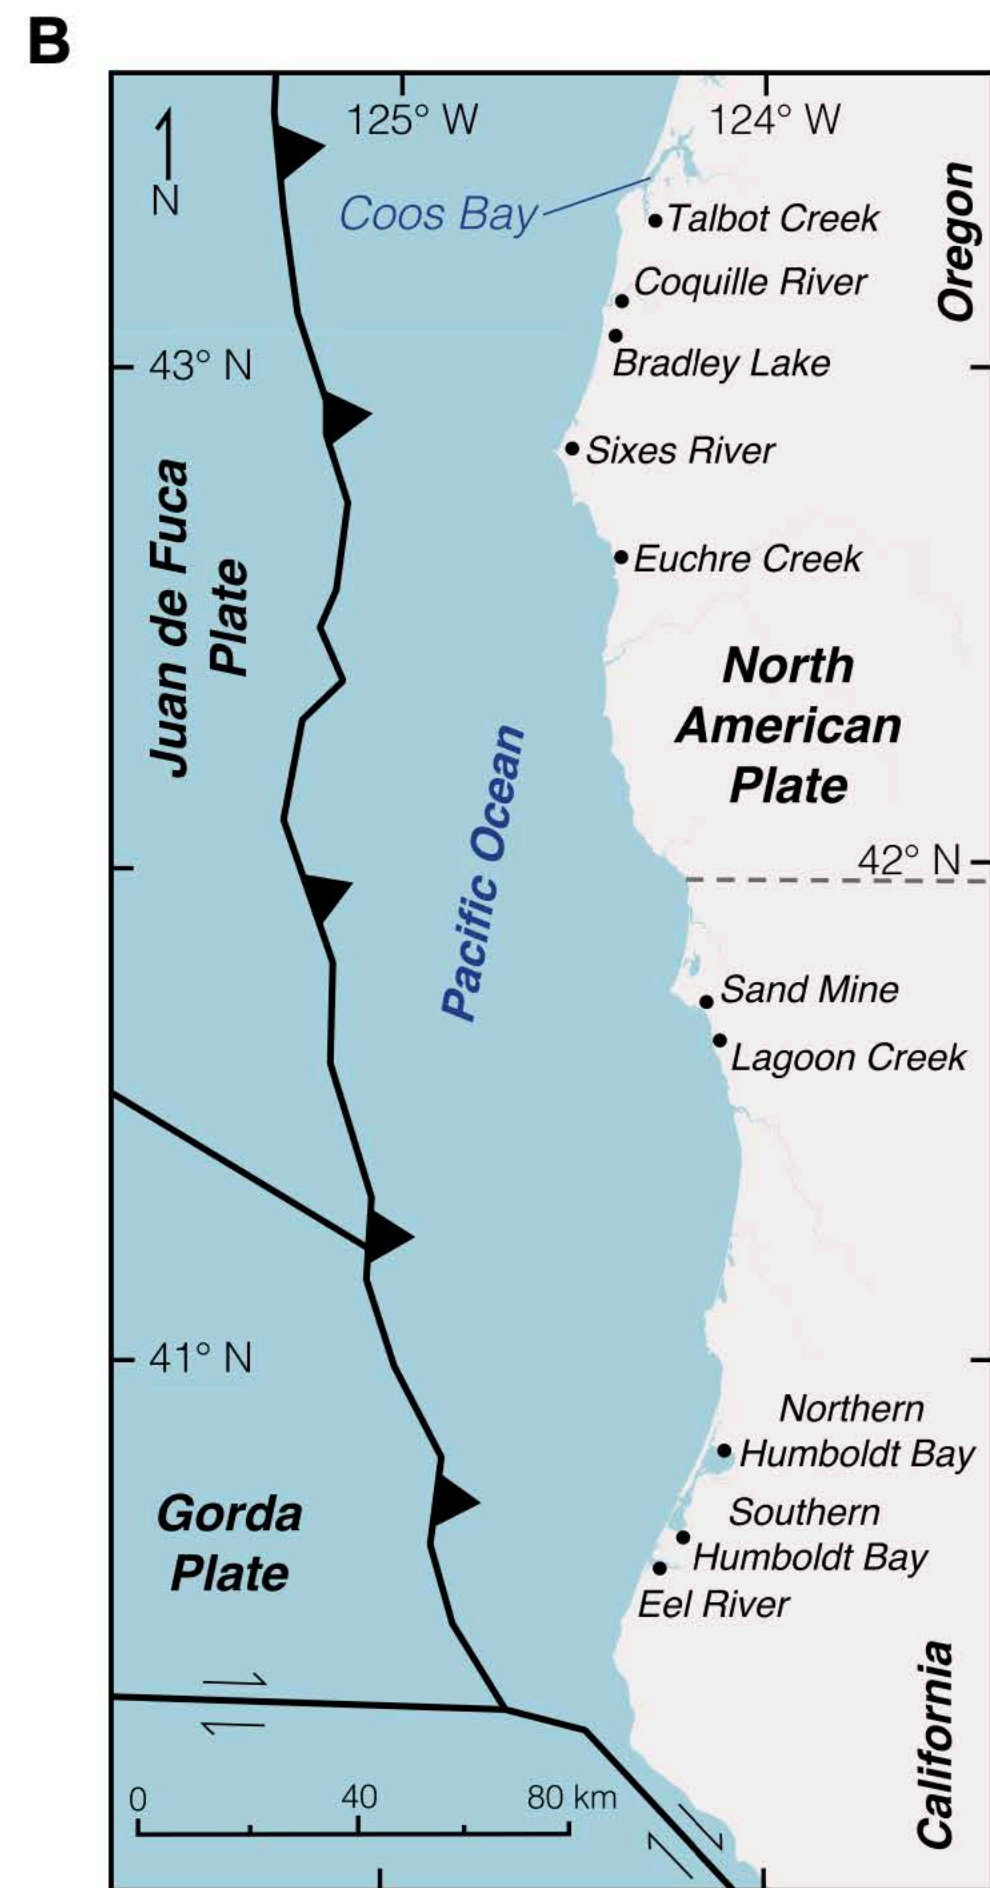 B
125° W
124° W
N
Coos Bay
Talbot Creek
Oregon
Coquille River
43° N
Bradley Lake
Sixes River
Juan de Fuca
Plate
Euchre Creek
North
American
Plate
Pacific Ocean
42° N
Sand Mine
Lagoon Creek
41° N
Northern
Humboldt Bay
Gorda
Plate
Southern
Humboldt Bay
Eel River
California
0 40 80 km